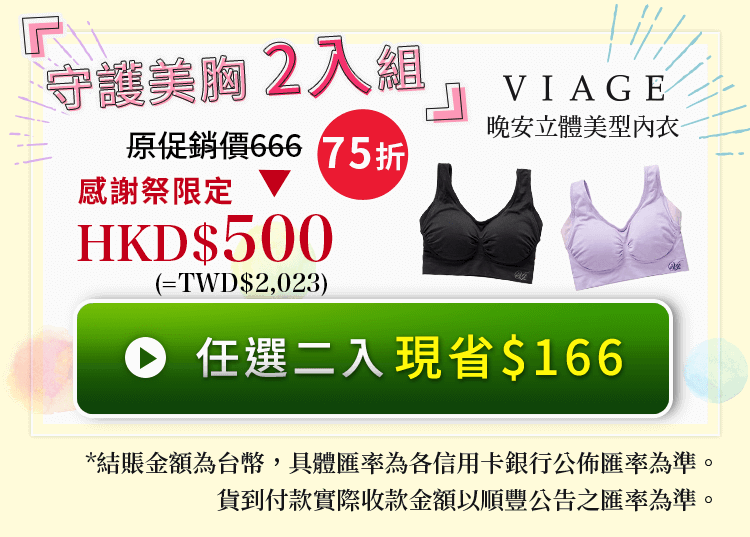 『守護美胸2入組』
VIAGE
晚安立體美型內衣
原促銷價666
75折
感謝祭限定
HKD$500
(=TWD$2,023)
任選二入現省$166
*結賬金額為台幣，具體匯率為各信用卡銀行公佈匯率為準。
貨到付款實際收款金額以順豐公告之匯率為準。